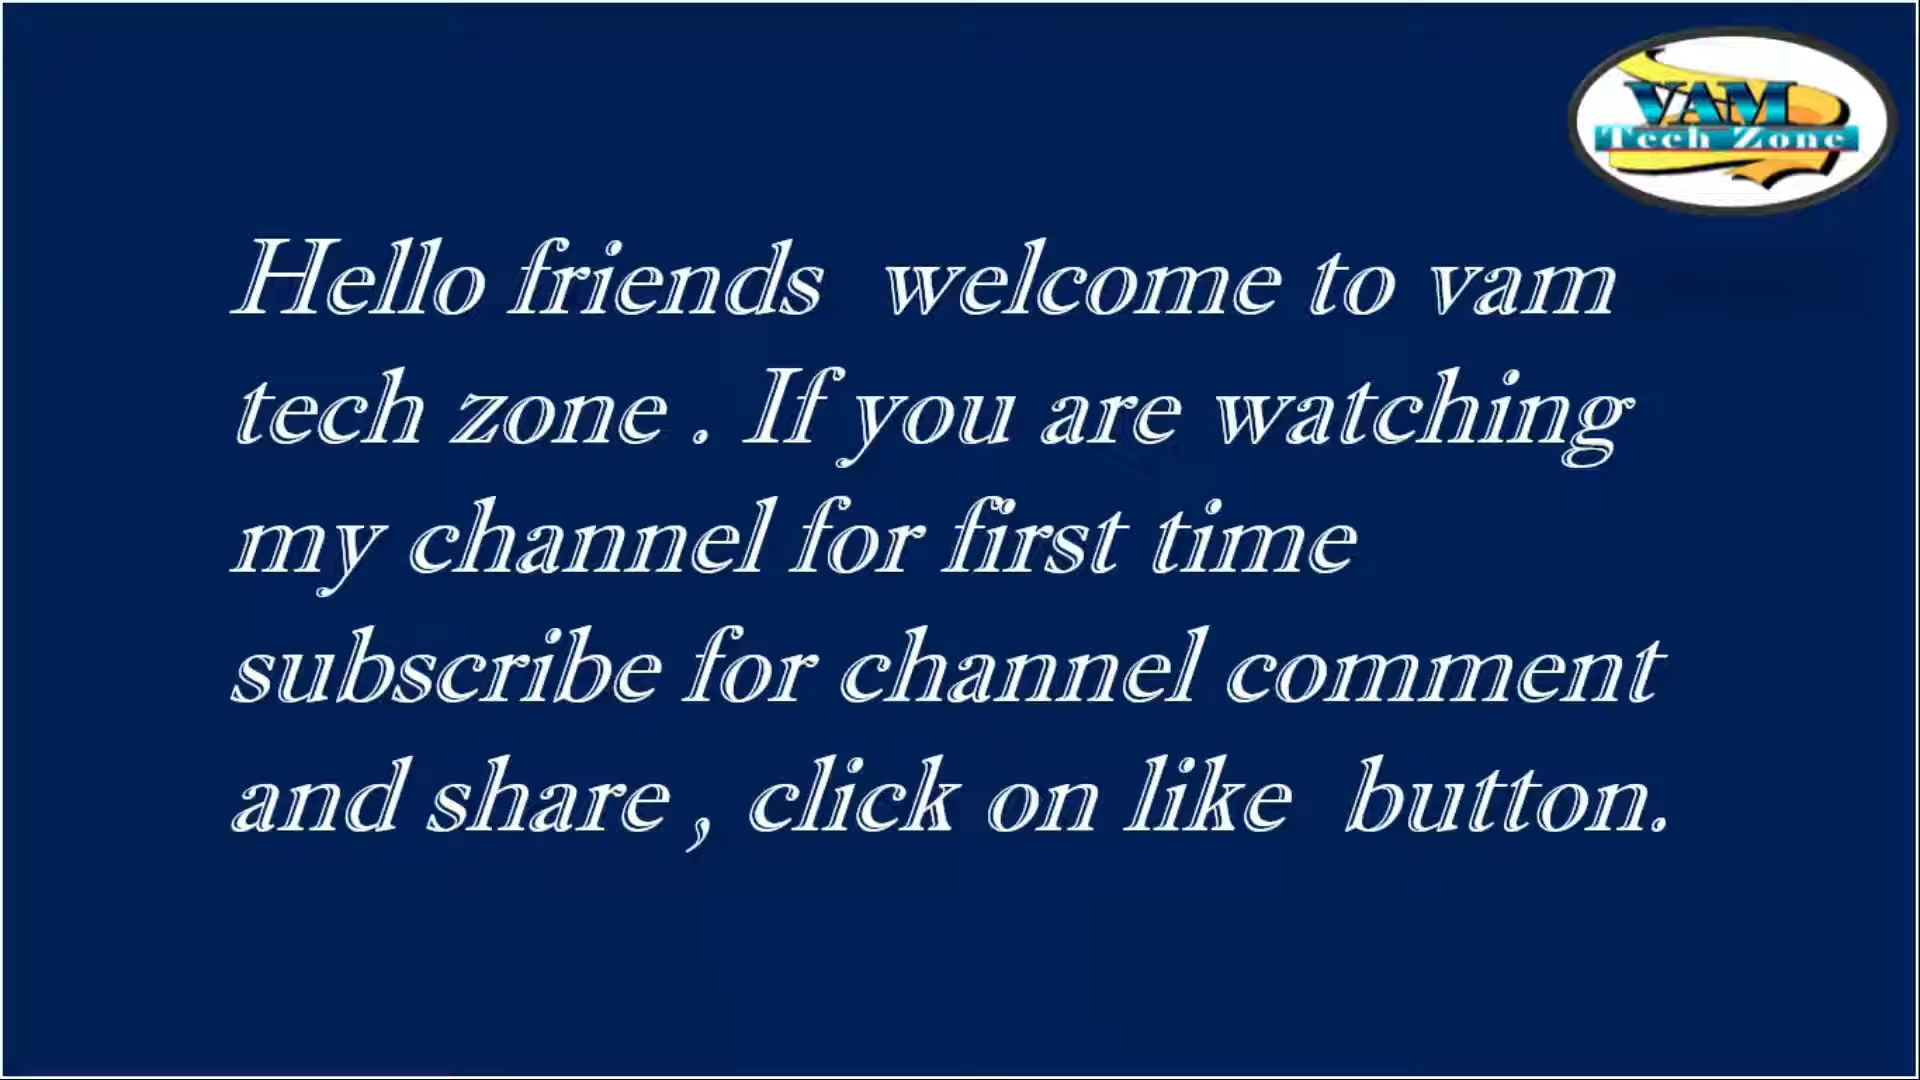 VAM
Tech Zone
Hello friends  welcome to vam
tech zone . If you are watching
my channel for first time
subscribe for channel comment
and share , click on like  button.